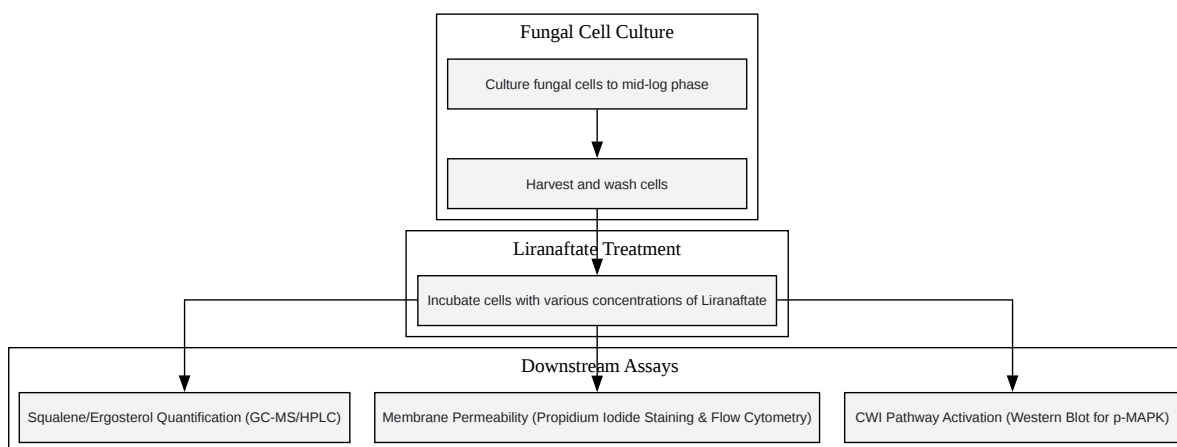 Fungal Cell Culture
Culture fungal cells to mid-log phase
Harvest and wash cells
Liranaftate Treatment
Incubate cells with various concentrations of Liranaftate
Downstream Assays
Squalene/Ergosterol Quantification (GC-MS/HPLC)
Membrane Permeability (Propidium Iodide Staining & Flow Cytometry)
CWI Pathway Activation (Western Blot for p-MAPK)